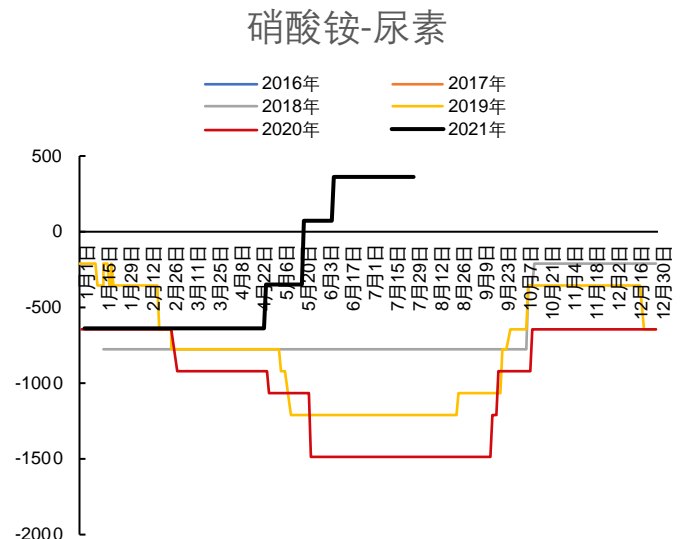 硝酸铵-尿素
2016年 2017年
2018年 2019年
2020年 2021年
500
0
-500
-1000
-1500
-2000
1月1日
1月15日
1月29日
2月12日
2月26日
3月11日
3月25日
4月8日
4月22日
5月6日
5月20日
6月3日
6月17日
7月1日
7月15日
7月29日
8月12日
8月26日
9月9日
9月23日
10月7日
10月21日
11月4日
11月18日
12月2日
12月16日
12月30日